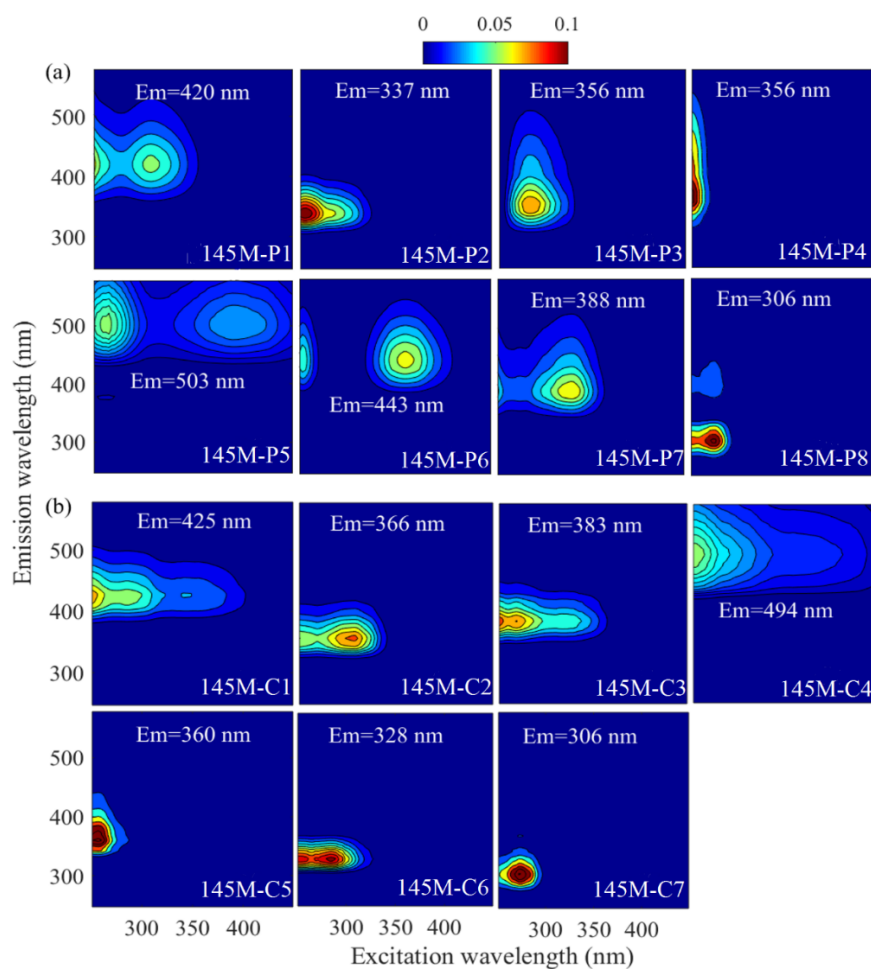 0 0.05 0.1
(a)
Em=420 nm Em=337 nm Em=356 nm Em=356 nm
500
400
300
145M-P1 145M-P2 145M-P3 145M-P4
Em=503 nm Em=443 nm Em=388 nm Em=306 nm
500
400
300
145M-P5 145M-P6 145M-P7 145M-P8
Emission wavelength (nm)
(b)
Em=425 nm Em=366 nm Em=383 nm Em=494 nm
500
400
300
145M-C1 145M-C2 145M-C3 145M-C4
Em=360 nm Em=328 nm Em=306 nm
500
400
300
145M-C5 145M-C6 145M-C7
300 350 400 300 350 400 300 350 400
Excitation wavelength (nm)